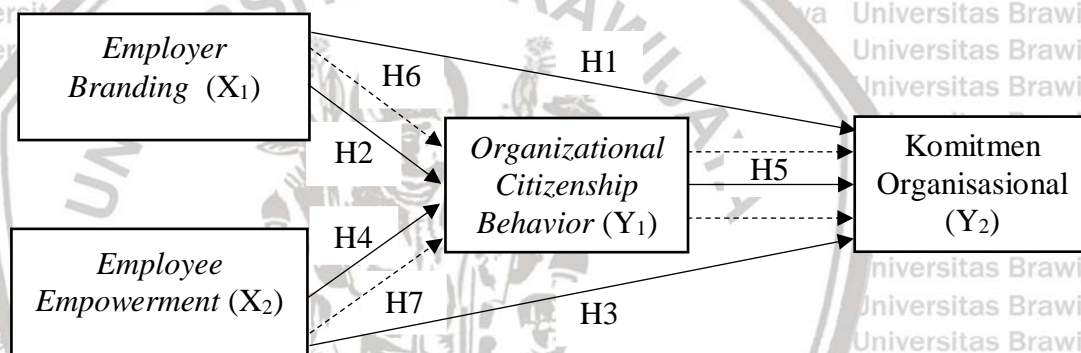 Employer
Branding (X₁)
H6
H1
H2
Organizational
Citizenship
Behavior (Y₁)
H5
Komitmen
Organisasional
(Y₂)
H4
Employee
Empowerment (X₂)
H7
H3
Universitas Brawi
Universitas Brawi
Universitas Brawi
niversitas Brawi
Universitas Brawi
Universitas Brawi